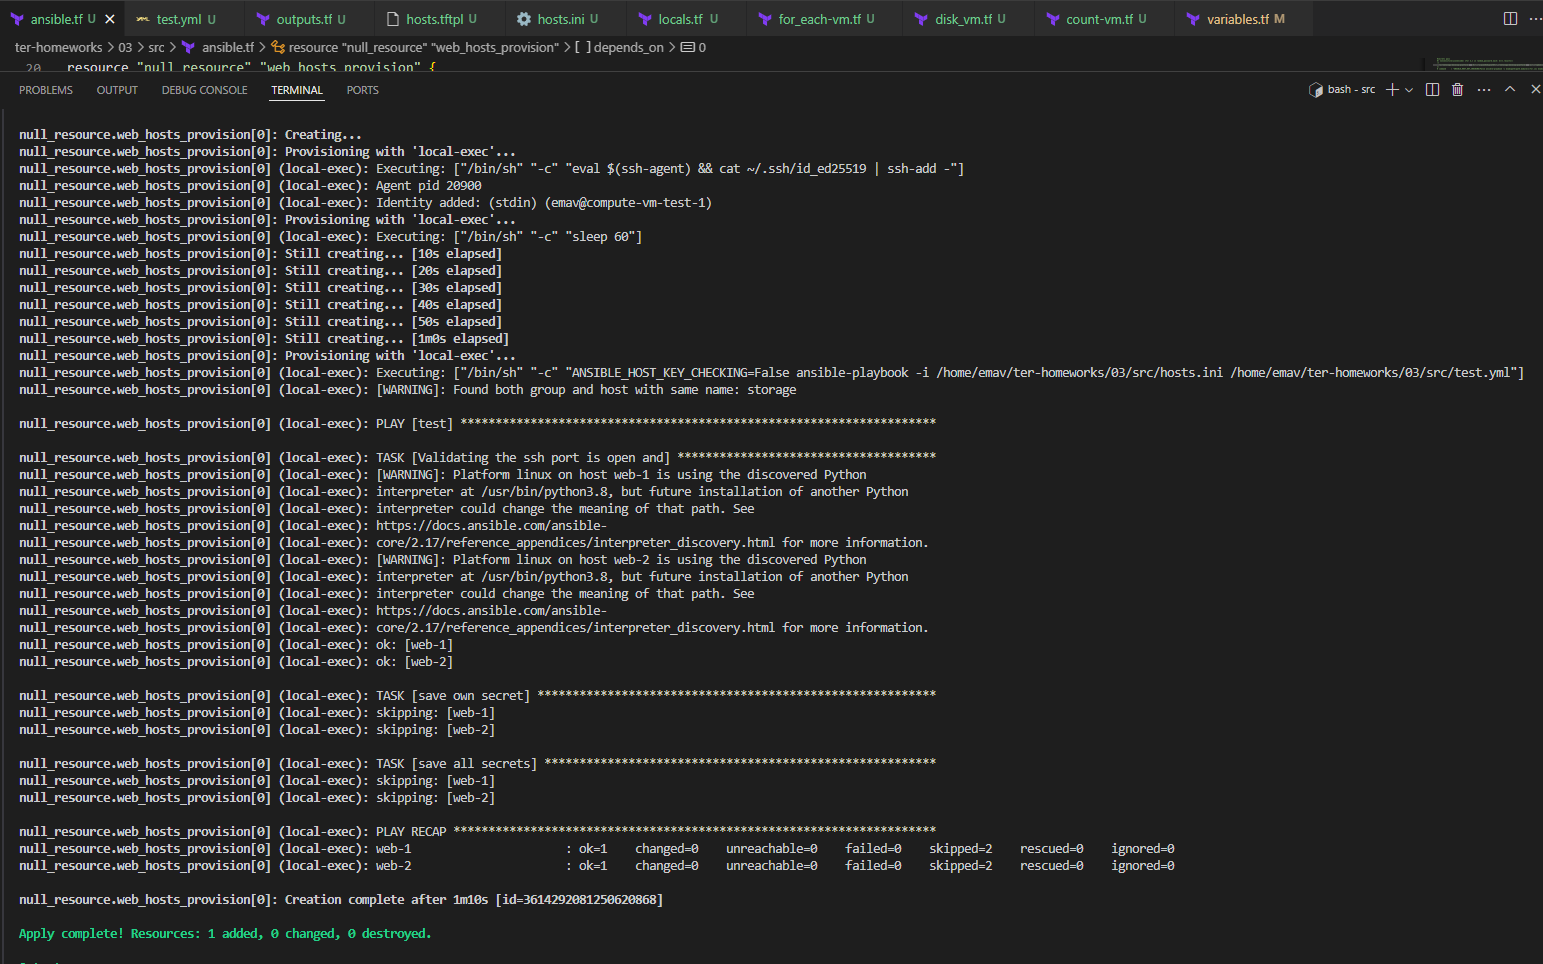 ansible.tf U test.yml U outputs.tf U hosts.tftpl U hosts.ini U locals.tf U for_each-vm.tf U disk_vm.tf U count-vm.tf U variables.tf M
ter-homeworks > 03 > src > ansible.tf > resource "null_resource" "web_hosts_provision" > [ ] depends_on > 0
20 resource "null_resource" "web_hosts_provision" {
PROBLEMS OUTPUT DEBUG CONSOLE TERMINAL PORTS bash - src
null_resource.web_hosts_provision[0]: Creating...
null_resource.web_hosts_provision[0]: Provisioning with 'local-exec'...
null_resource.web_hosts_provision[0] (local-exec): Executing: ["/bin/sh" "-c" "eval $(ssh-agent) && cat ~/.ssh/id_ed25519 | ssh-add -"]
null_resource.web_hosts_provision[0] (local-exec): Agent pid 20900
null_resource.web_hosts_provision[0] (local-exec): Identity added: (stdin) (emav@compute-vm-test-1)
null_resource.web_hosts_provision[0]: Provisioning with 'local-exec'...
null_resource.web_hosts_provision[0] (local-exec): Executing: ["/bin/sh" "-c" "sleep 60"]
null_resource.web_hosts_provision[0]: Still creating... [10s elapsed]
null_resource.web_hosts_provision[0]: Still creating... [20s elapsed]
null_resource.web_hosts_provision[0]: Still creating... [30s elapsed]
null_resource.web_hosts_provision[0]: Still creating... [40s elapsed]
null_resource.web_hosts_provision[0]: Still creating... [50s elapsed]
null_resource.web_hosts_provision[0]: Still creating... [1m0s elapsed]
null_resource.web_hosts_provision[0]: Provisioning with 'local-exec'...
null_resource.web_hosts_provision[0] (local-exec): Executing: ["/bin/sh" "-c" "ANSIBLE_HOST_KEY_CHECKING=False ansible-playbook -i /home/emav/ter-homeworks/03/src/hosts.ini /home/emav/ter-homeworks/03/src/test.yml"]
null_resource.web_hosts_provision[0] (local-exec): [WARNING]: Found both group and host with same name: storage
null_resource.web_hosts_provision[0] (local-exec): PLAY [test] ********************************************************************
null_resource.web_hosts_provision[0] (local-exec): TASK [Validating the ssh port is open and] *************************************
null_resource.web_hosts_provision[0] (local-exec): [WARNING]: Platform linux on host web-1 is using the discovered Python
null_resource.web_hosts_provision[0] (local-exec): interpreter at /usr/bin/python3.8, but future installation of another Python
null_resource.web_hosts_provision[0] (local-exec): interpreter could change the meaning of that path. See
null_resource.web_hosts_provision[0] (local-exec): https://docs.ansible.com/ansible-
null_resource.web_hosts_provision[0] (local-exec): core/2.17/reference_appendices/interpreter_discovery.html for more information.
null_resource.web_hosts_provision[0] (local-exec): [WARNING]: Platform linux on host web-2 is using the discovered Python
null_resource.web_hosts_provision[0] (local-exec): interpreter at /usr/bin/python3.8, but future installation of another Python
null_resource.web_hosts_provision[0] (local-exec): interpreter could change the meaning of that path. See
null_resource.web_hosts_provision[0] (local-exec): https://docs.ansible.com/ansible-
null_resource.web_hosts_provision[0] (local-exec): core/2.17/reference_appendices/interpreter_discovery.html for more information.
null_resource.web_hosts_provision[0] (local-exec): ok: [web-1]
null_resource.web_hosts_provision[0] (local-exec): ok: [web-2]
null_resource.web_hosts_provision[0] (local-exec): TASK [save own secret] *********************************************************
null_resource.web_hosts_provision[0] (local-exec): skipping: [web-1]
null_resource.web_hosts_provision[0] (local-exec): skipping: [web-2]
null_resource.web_hosts_provision[0] (local-exec): TASK [save all secrets] ********************************************************
null_resource.web_hosts_provision[0] (local-exec): skipping: [web-1]
null_resource.web_hosts_provision[0] (local-exec): skipping: [web-2]
null_resource.web_hosts_provision[0] (local-exec): PLAY RECAP *********************************************************************
null_resource.web_hosts_provision[0] (local-exec): web-1 : ok=1 changed=0 unreachable=0 failed=0 skipped=2 rescued=0 ignored=0
null_resource.web_hosts_provision[0] (local-exec): web-2 : ok=1 changed=0 unreachable=0 failed=0 skipped=2 rescued=0 ignored=0
null_resource.web_hosts_provision[0]: Creation complete after 1m10s [id=3614292081250620868]
Apply complete! Resources: 1 added, 0 changed, 0 destroyed.